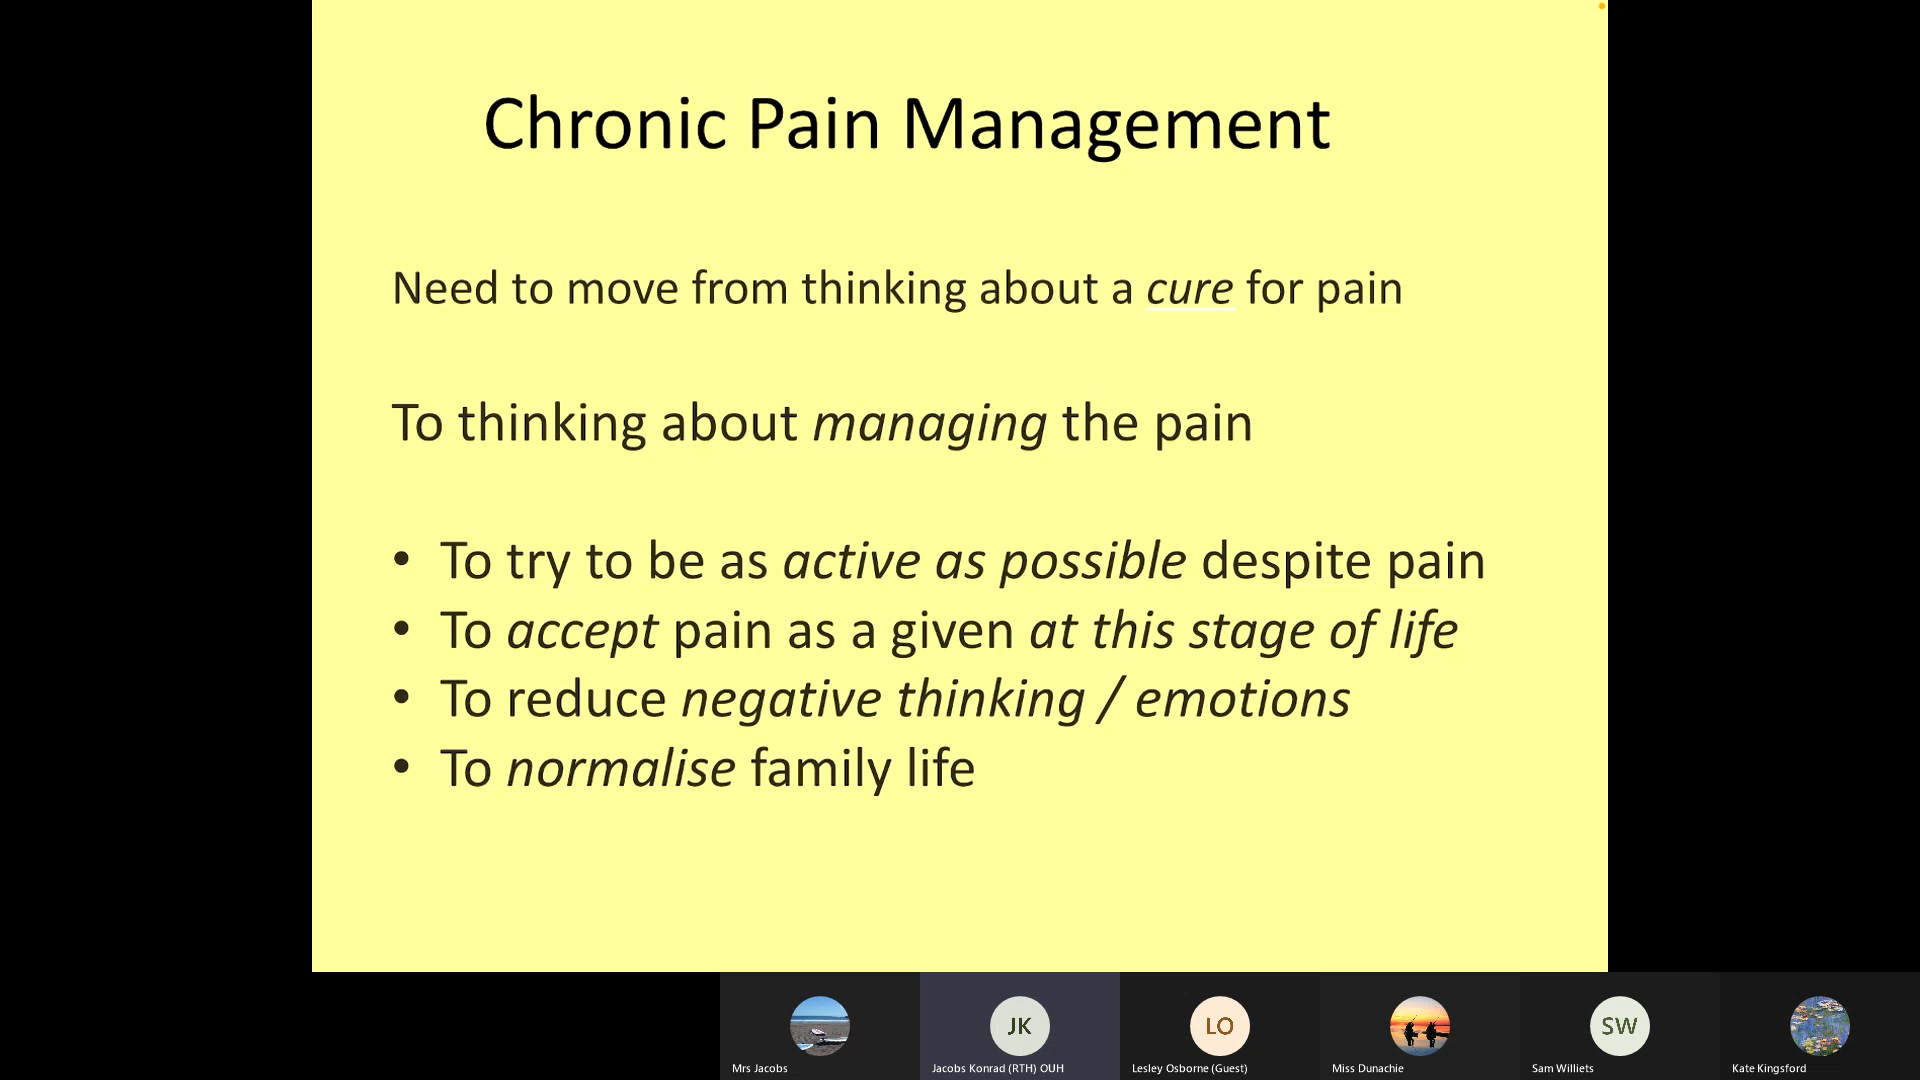 Chronic Pain Management
Need to move from thinking about a cure for pain
To thinking about managing the pain
• To try to be as active as possible despite pain
• To accept pain as a given at this stage of life
• To reduce negative thinking / emotions
• To normalise family life
JK
LO
SW
Mrs Jacobs
Jacobs Konrad (RTH) OUH
Lesley Osborne (Guest)
Miss Dunachie
Sam Williets
Kate Kingsford